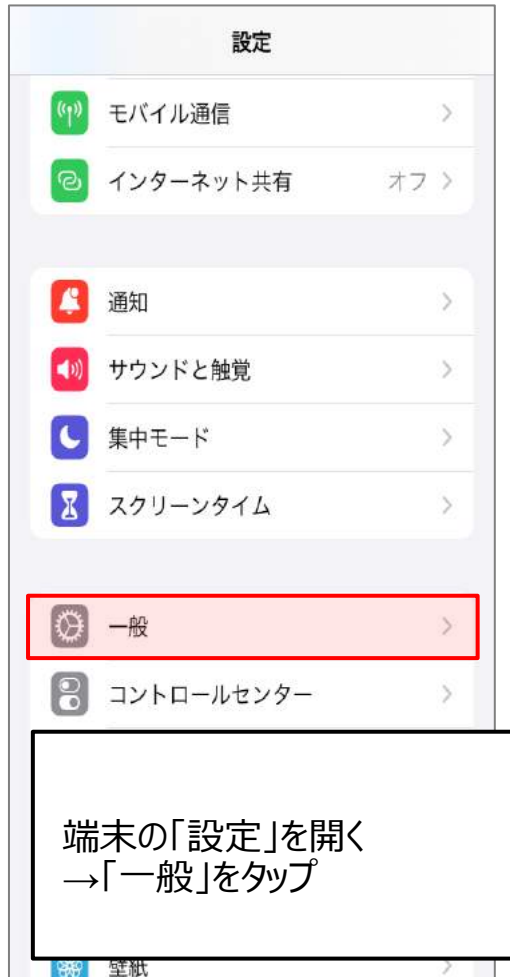 設定
モバイル通信
インターネット共有 オフ
通知
サウンドと触覚
集中モード
スクリーンタイム
一般
コントロールセンター
端末の「設定」を開く
→「一般」をタップ
壁紙